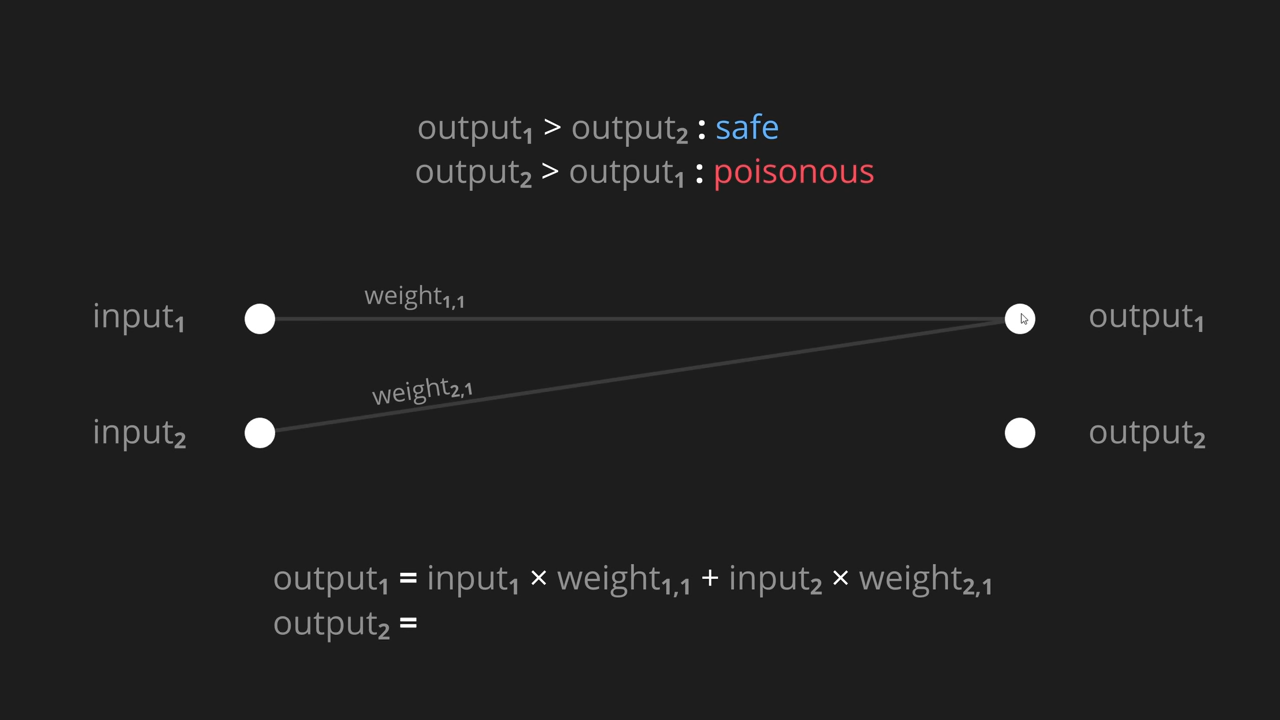 output₁ > output₂ : safe
output₂ > output₁ : poisonous
weight₁,₁
input₁
output₁
weight₂,₁
input₂
output₂
output₁ = input₁ × weight₁,₁ + input₂ × weight₂,₁
output₂ =